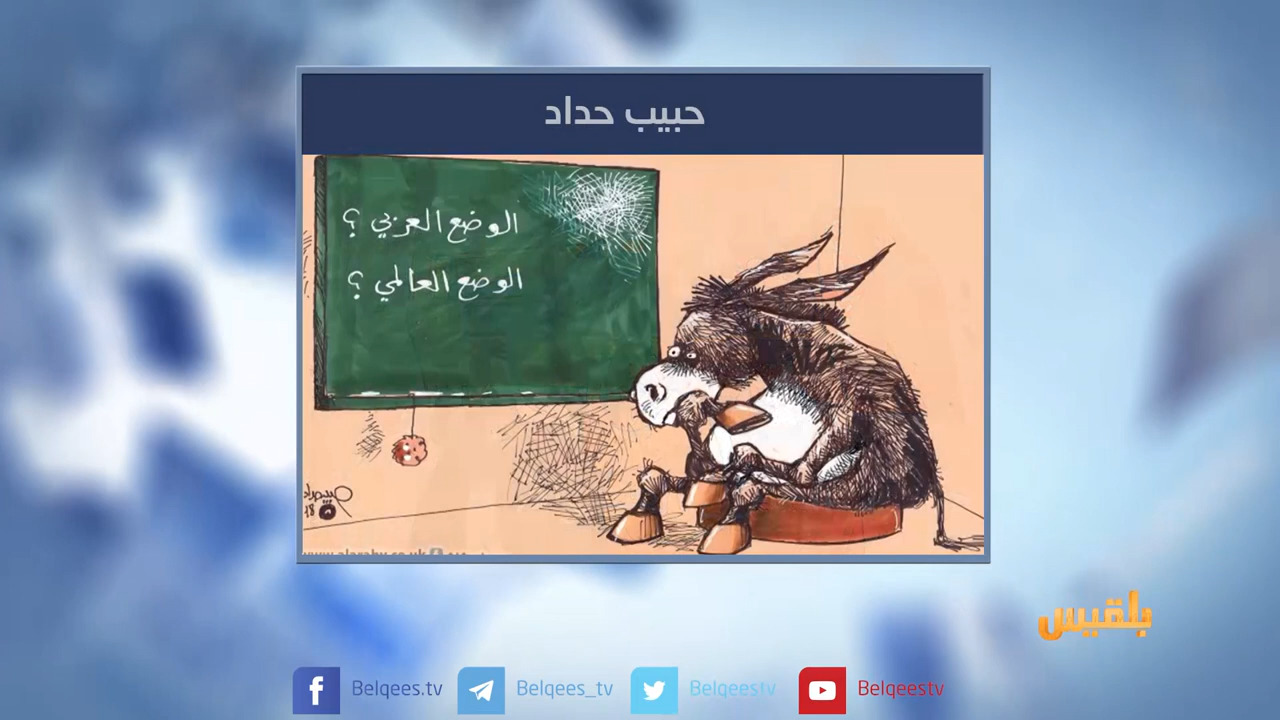 حبيب حداد
الوضع العربي ؟
الوضع العالمي ؟
بلقيس
Belqees.tv
Belqees_tv
Belqeestv
Belqeestv